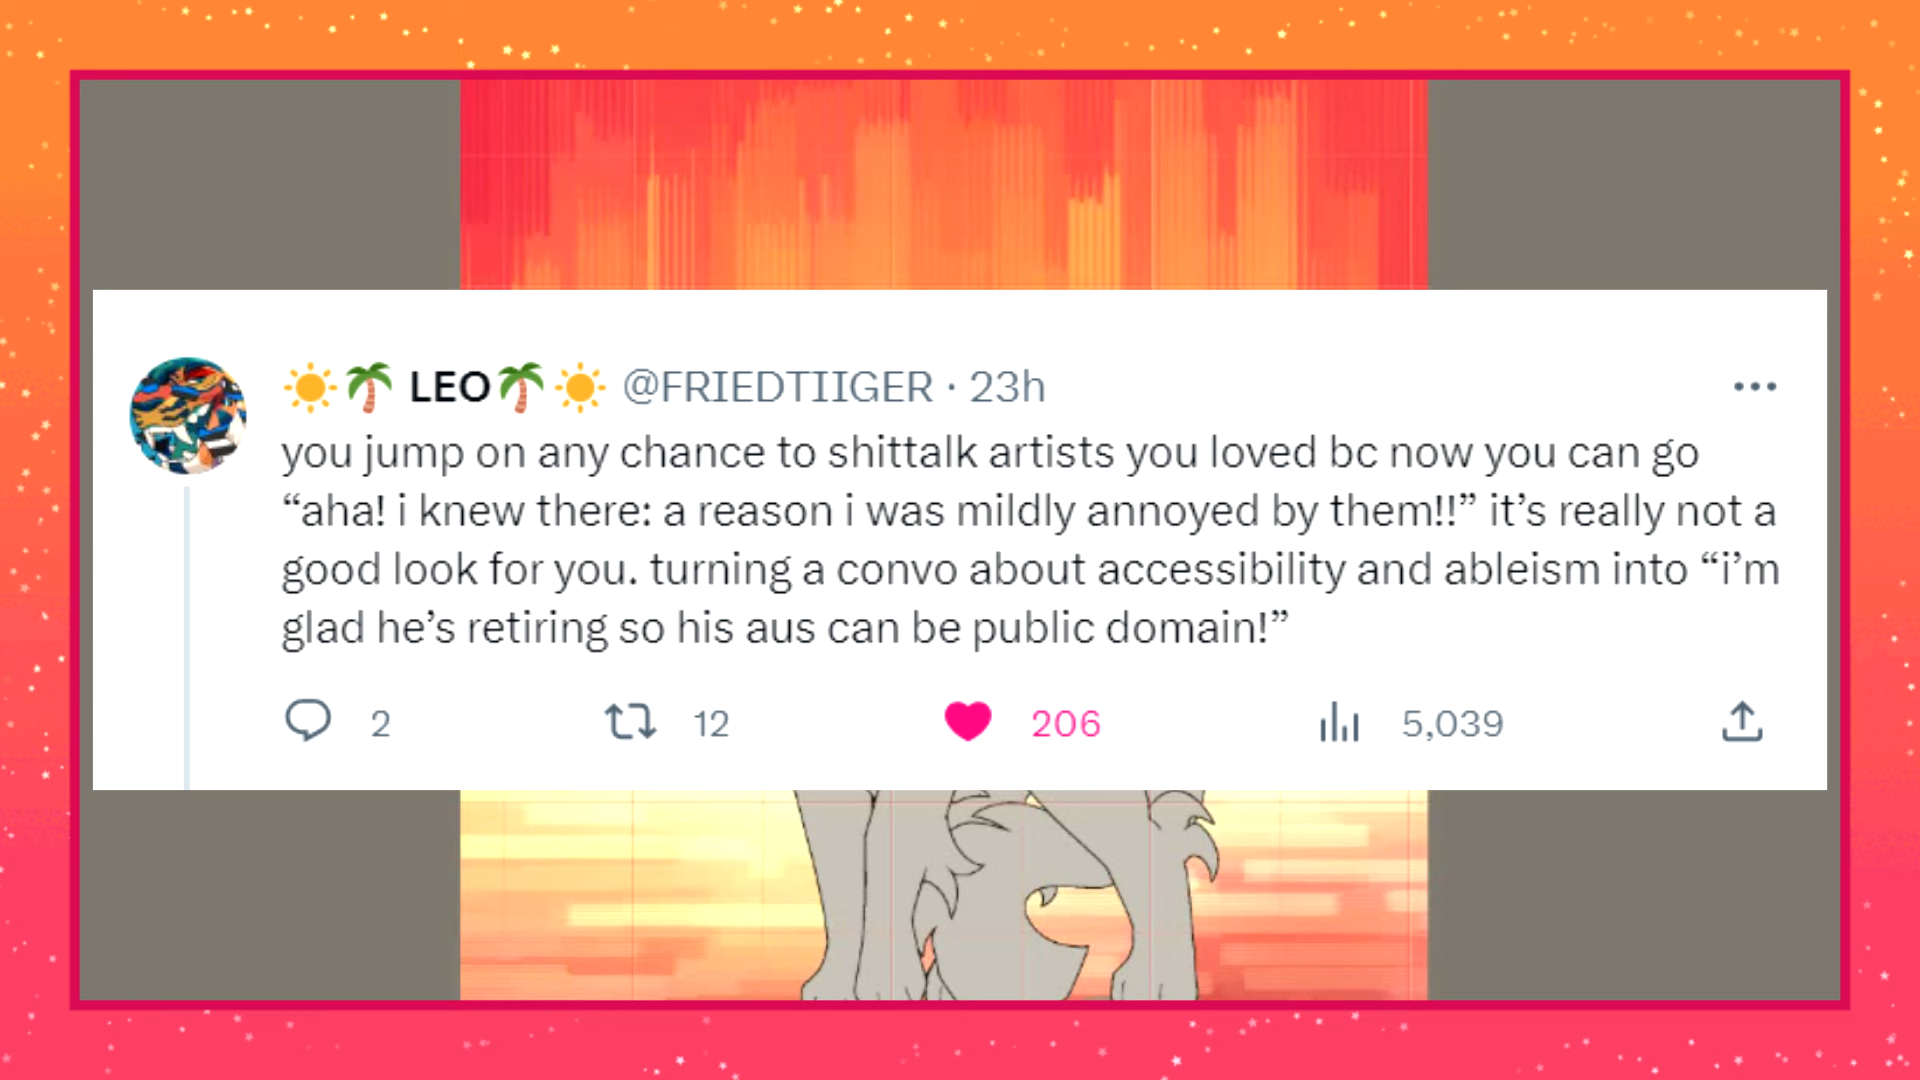 ☀️🌴 LEO🌴☀️ @FRIEDTIIGER · 23h
you jump on any chance to shittalk artists you loved bc now you can go
“aha! i knew there: a reason i was mildly annoyed by them!!” it’s really not a
good look for you. turning a convo about accessibility and ableism into “i’m
glad he’s retiring so his aus can be public domain!”
2 12 206 5,039